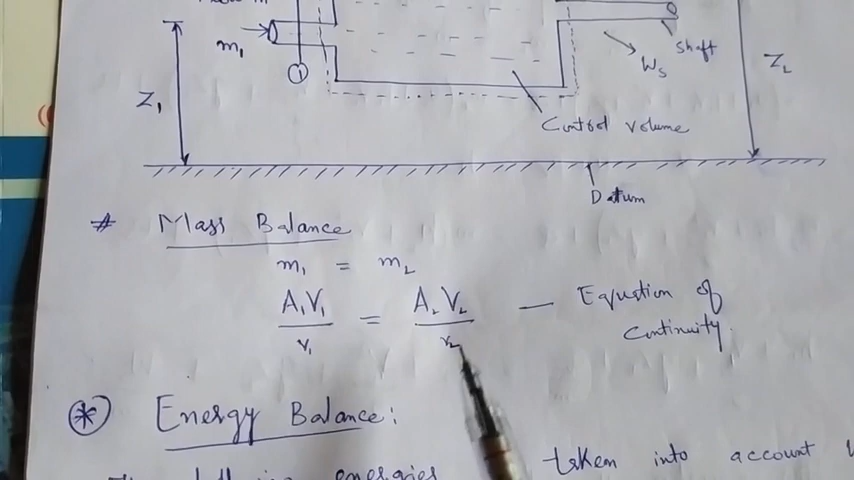 m₁
Shaft
Wₛ
Z₁
Z₂
Control Volume
Datum
# Mass Balance
m₁ = m₂
A₁V₁ / v₁ = A₂V₂ / v₂ — Equation of Continuity.
* Energy Balance:
energies taken into account